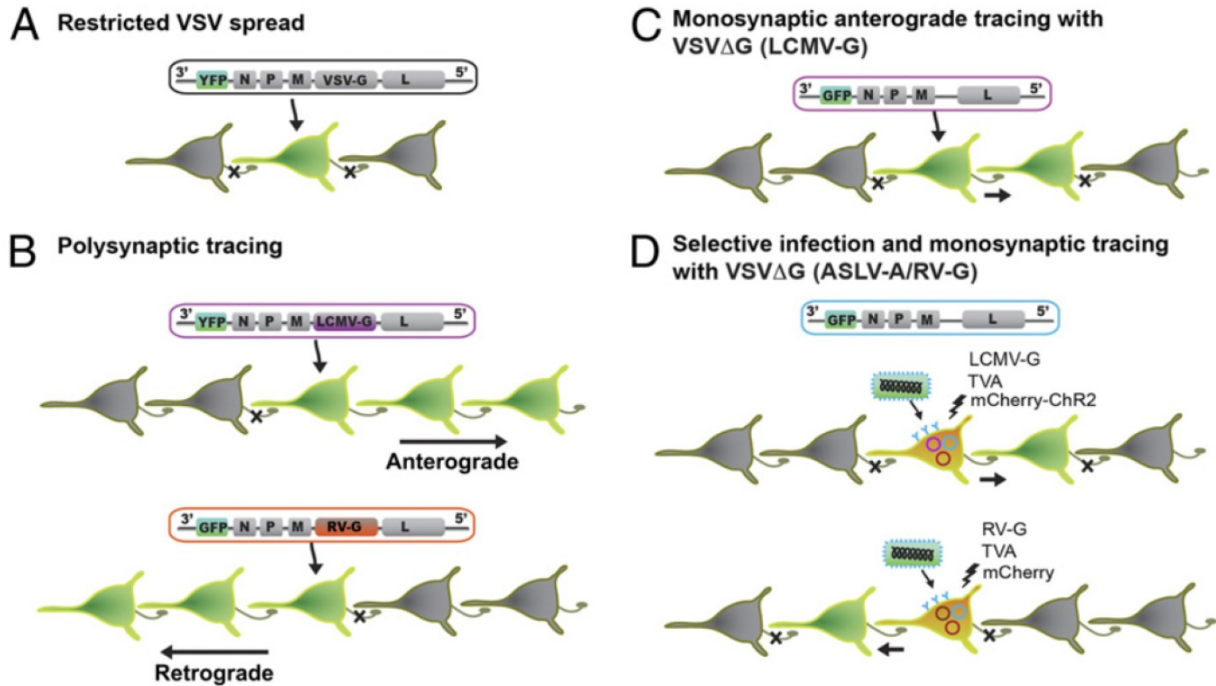 A Restricted VSV spread
3' YFP N P M VSV-G L 5'
B Polysynaptic tracing
3' YFP N P M LCMV-G L 5'
Anterograde
3' GFP N P M RV-G L 5'
Retrograde
C Monosynaptic anterograde tracing with
VSVΔG (LCMV-G)
3' GFP N P M L 5'
D Selective infection and monosynaptic tracing
with VSVΔG (ASLV-A/RV-G)
3' GFP N P M L 5'
LCMV-G
TVA
mCherry-ChR2
RV-G
TVA
mCherry